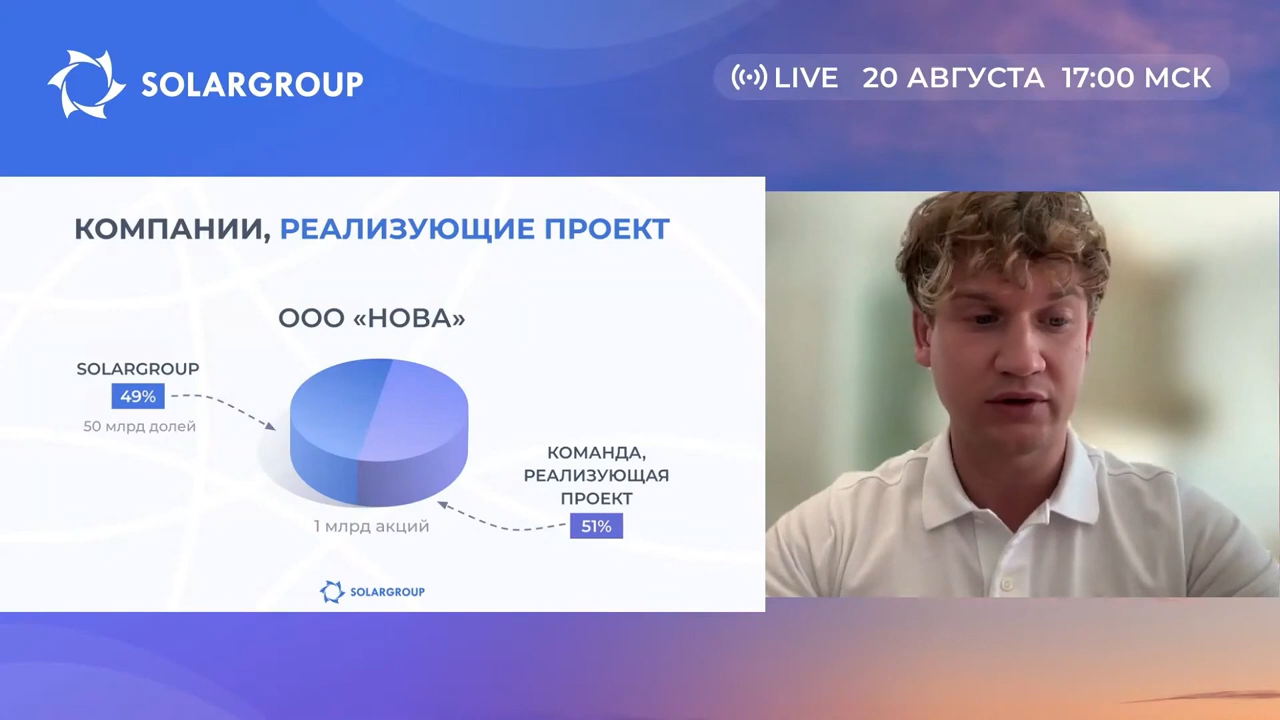 SOLARGROUP
LIVE 20 АВГУСТА 17:00 МСК
КОМПАНИИ, РЕАЛИЗУЮЩИЕ ПРОЕКТ
ООО «НОВА»
SOLARGROUP
49%
50 млрд долей
КОМАНДА,
РЕАЛИЗУЮЩАЯ
ПРОЕКТ
51%
1 млрд акций
SOLARGROUP